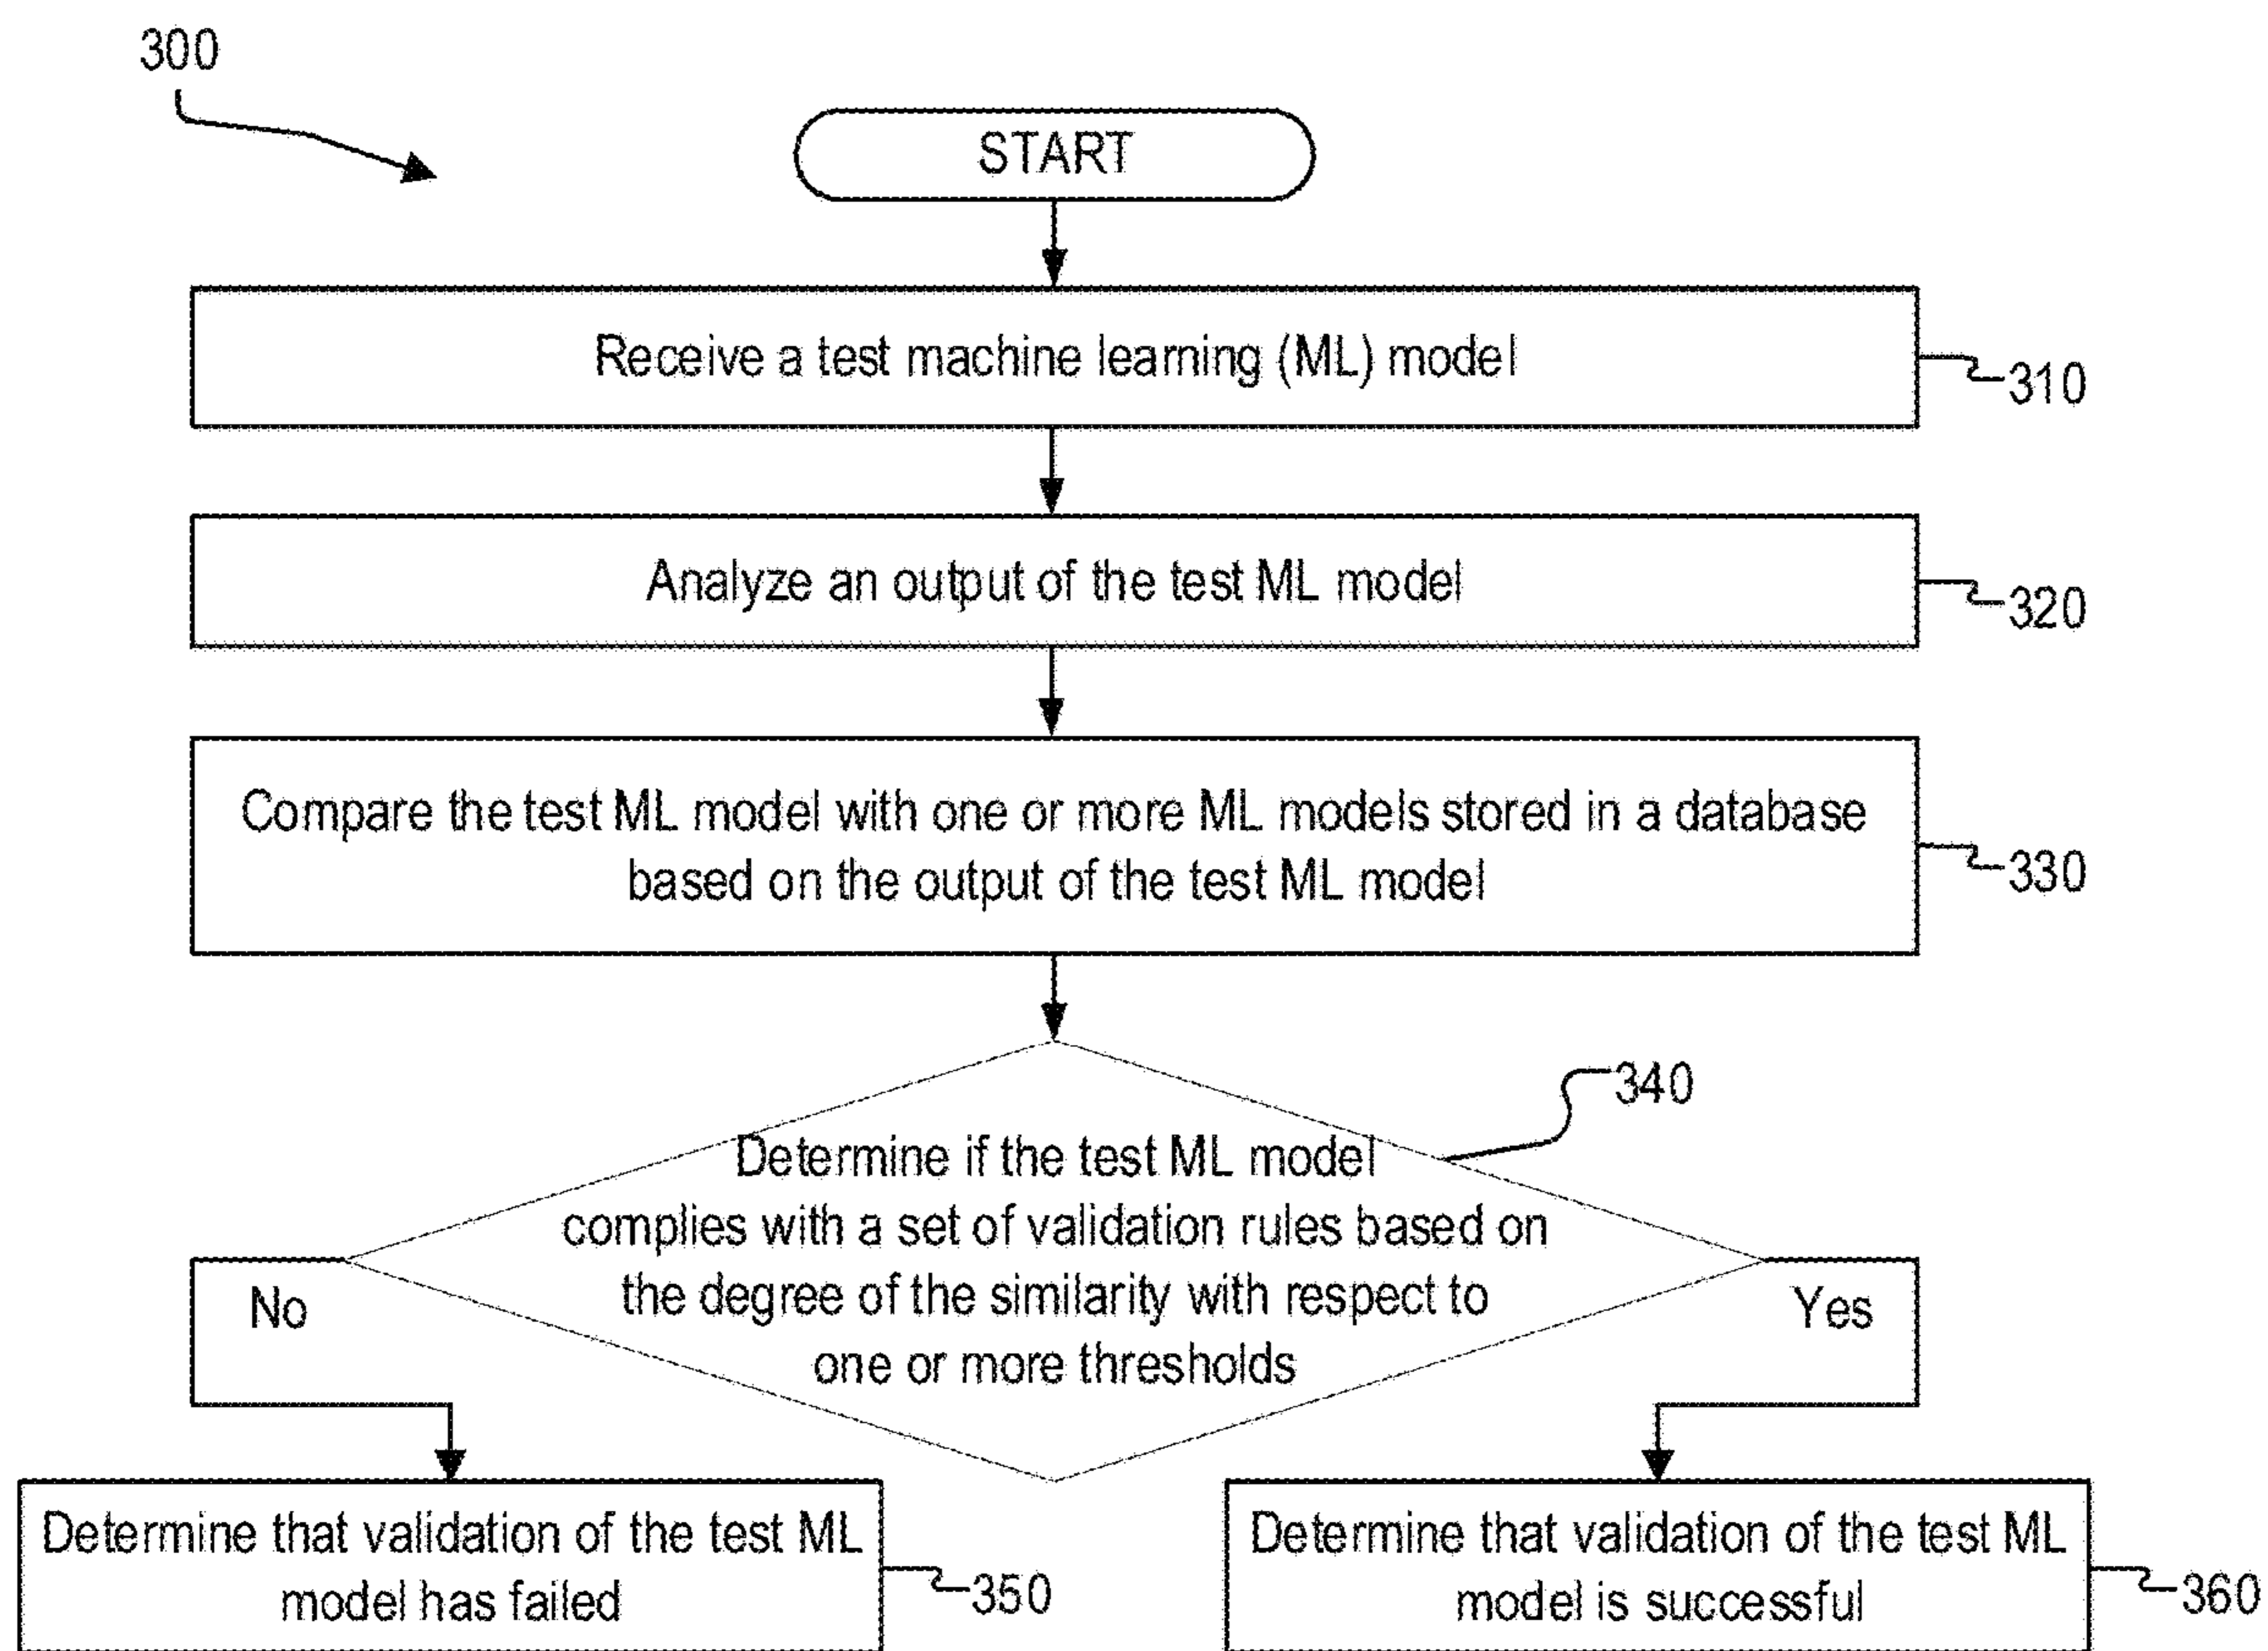 300
START
Receive a test machine learning (ML) model
310
Analyze an output of the test ML model
320
Compare the test ML model with one or more ML models stored in a database
based on the output of the test ML model
330
340
Determine if the test ML model
complies with a set of validation rules based on
the degree of the similarity with respect to
one or more thresholds
No
Yes
Determine that validation of the test ML
model has failed
350
Determine that validation of the test ML
model is successful
360